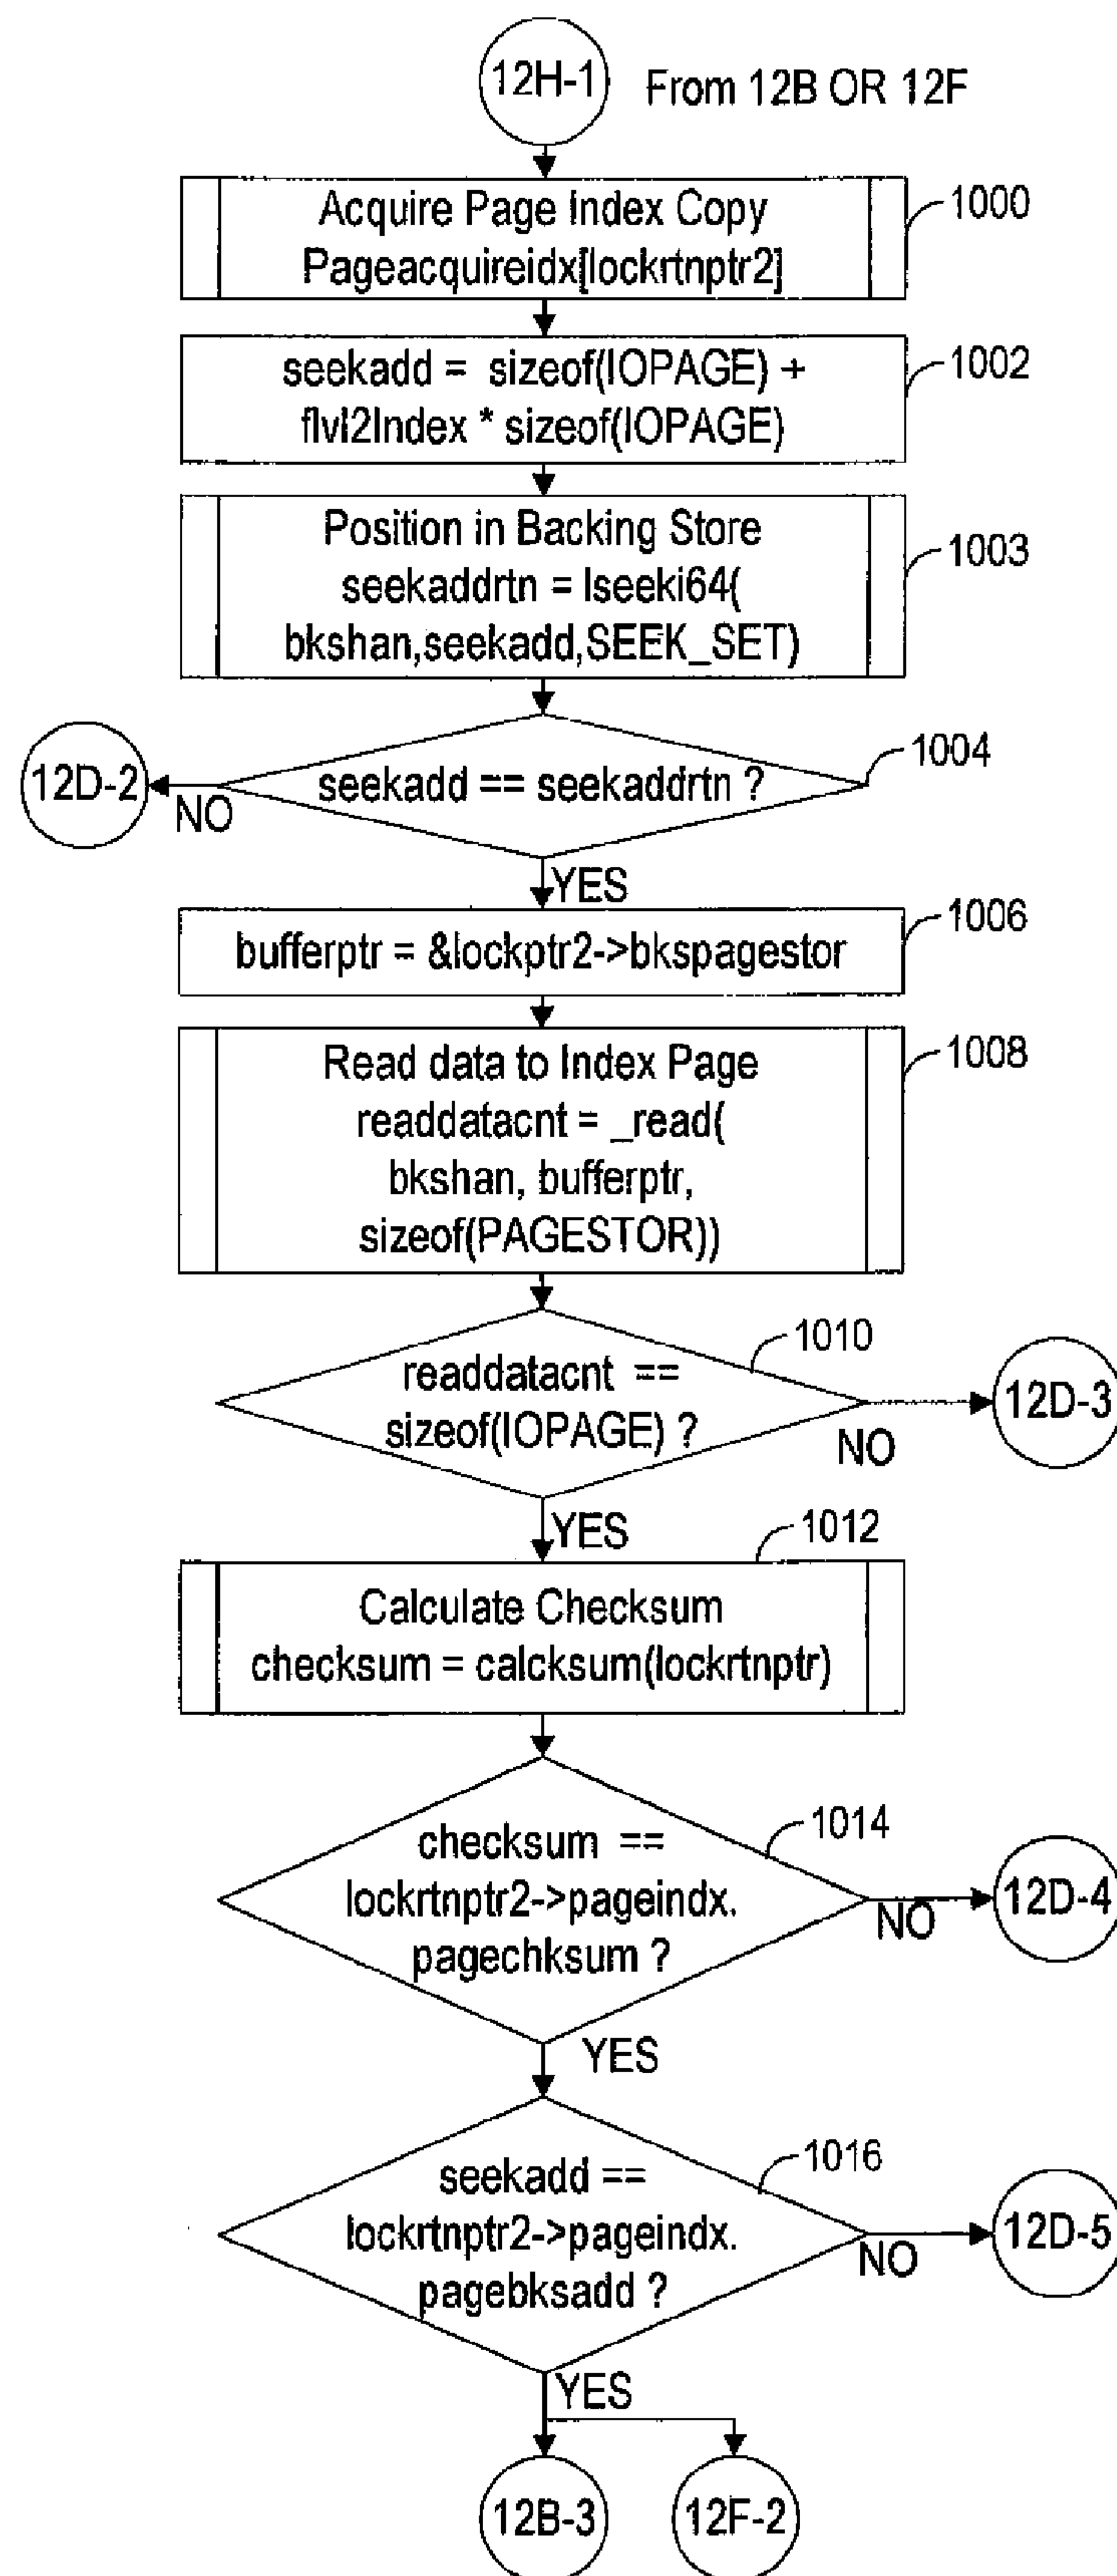 12H-1 From 12B OR 12F
Acquire Page Index Copy
Pageacquireidx[lockrtnptr2]
1000
seekadd = sizeof(IOPAGE) +
flvl2Index * sizeof(IOPAGE)
1002
Position in Backing Store
seekaddrtn = lseeki64(
bkshan,seekadd,SEEK_SET)
1003
seekadd == seekaddrtn ?
1004
NO
12D-2
YES
bufferptr = &lockptr2->bkspagestor
1006
Read data to Index Page
readdatacnt = _read(
bkshan, bufferptr,
sizeof(PAGESTOR))
1008
readdatacnt ==
sizeof(IOPAGE) ?
1010
NO
12D-3
YES
Calculate Checksum
checksum = calcksum(lockrtnptr)
1012
checksum ==
lockrtnptr2->pageindx.
pagechksum ?
1014
NO
12D-4
YES
seekadd ==
lockrtnptr2->pageindx.
pagebksadd ?
1016
NO
12D-5
YES
12B-3
12F-2